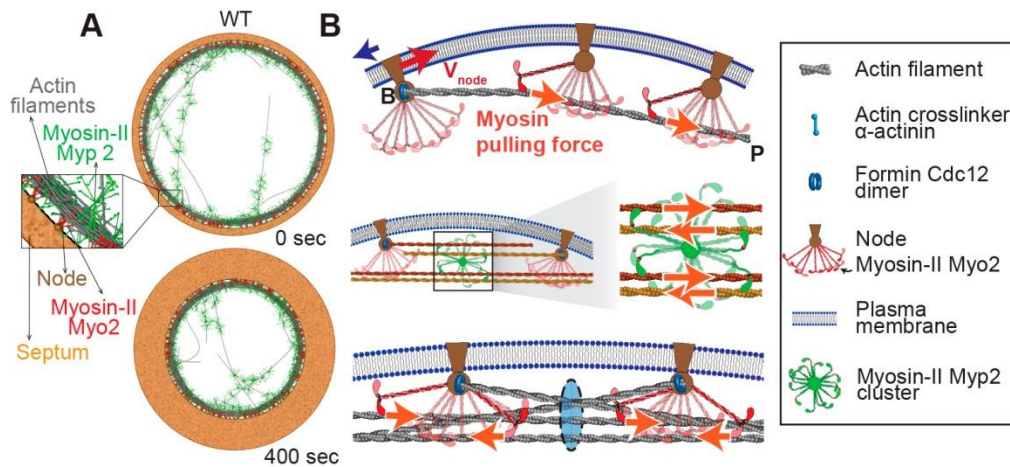 A
WT
Actin
filaments
Myosin-II
Myp 2
0 sec
Node
Myosin-II
Myo2
Septum
400 sec
B
Vnode
B
Myosin
pulling force
P
Actin filament
Actin crosslinker
α-actinin
Formin Cdc12
dimer
Node
Myosin-II Myo2
Plasma
membrane
Myosin-II Myp2
cluster